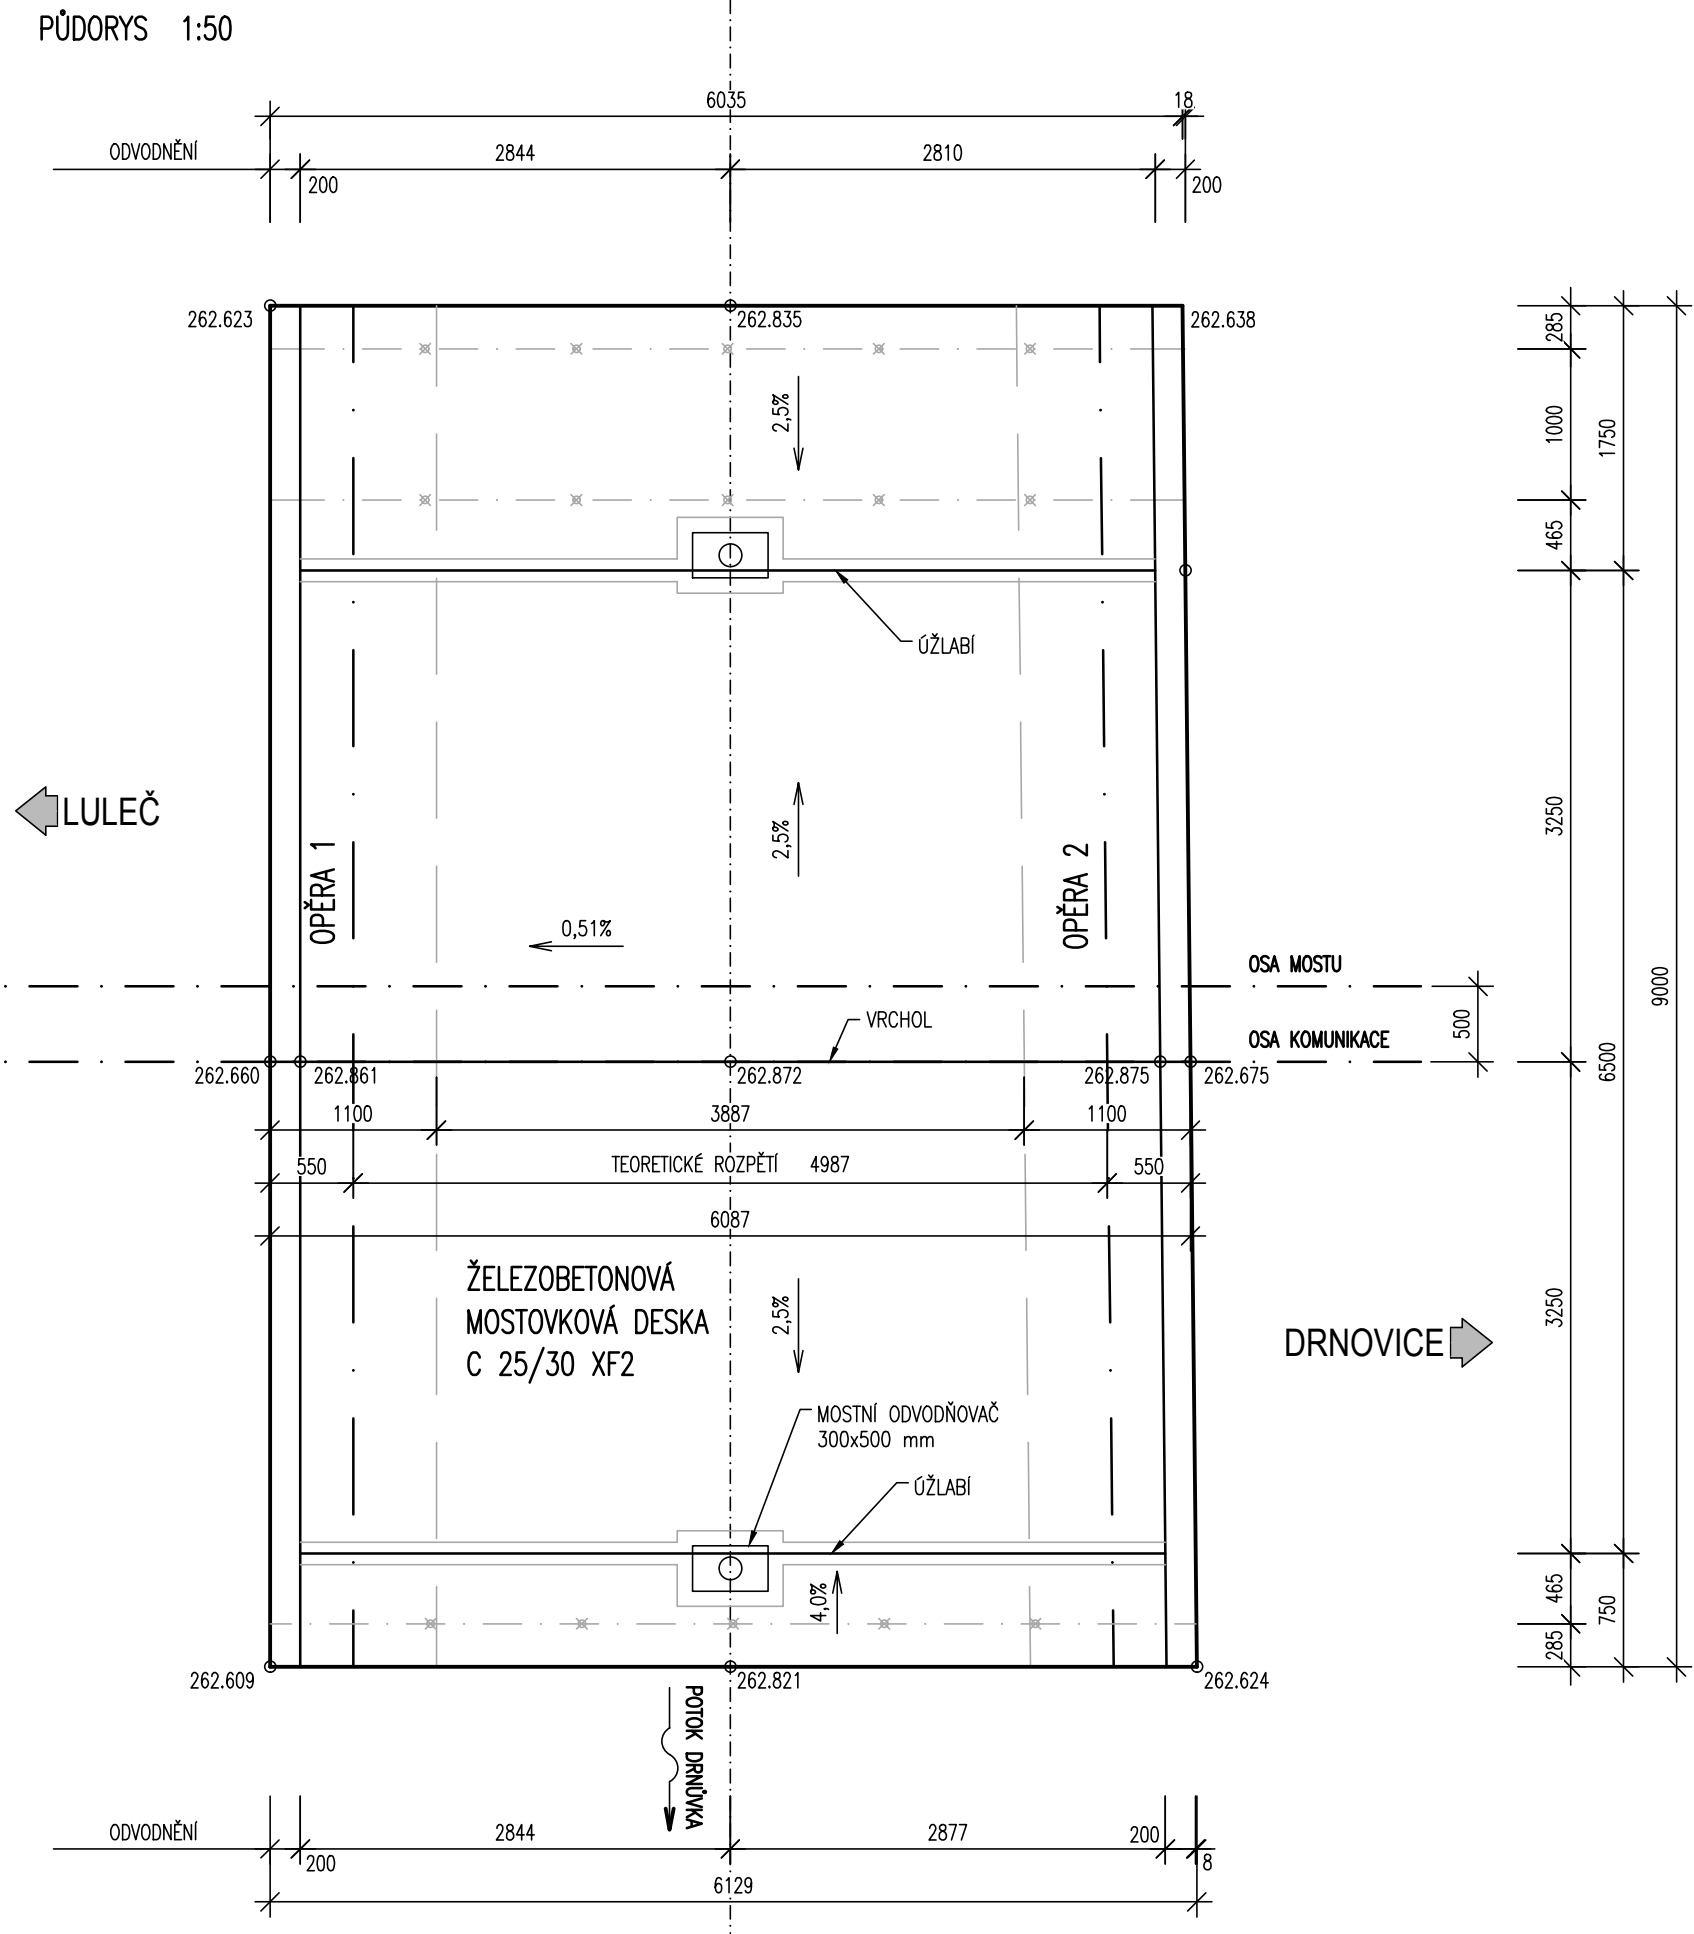 PŮDORYS 1:50
6035
18
ODVODNĚNÍ
2844
2810
200
200
262.623
262.835
262.638
285
2,5%
1000
1750
465
ÚŽLABÍ
LULEČ
2,5%
3250
OPĚRA 1
OPĚRA 2
0,51%
OSA MOSTU
9000
VRCHOL
500
OSA KOMUNIKACE
6500
262.660
262.861
262.872
262.875
262.675
1100
3887
1100
550
TEORETICKÉ ROZPĚTÍ 4987
550
6087
ŽELEZOBETONOVÁ
MOSTOVKOVÁ DESKA
C 25/30 XF2
2,5%
3250
DRNOVICE
MOSTNÍ ODVODŇOVAČ
300x500 mm
ÚŽLABÍ
4,0%
465
750
285
262.609
262.821
262.624
POTOK DRNŮVKA
ODVODNĚNÍ
2844
2877
200
200
8
6129